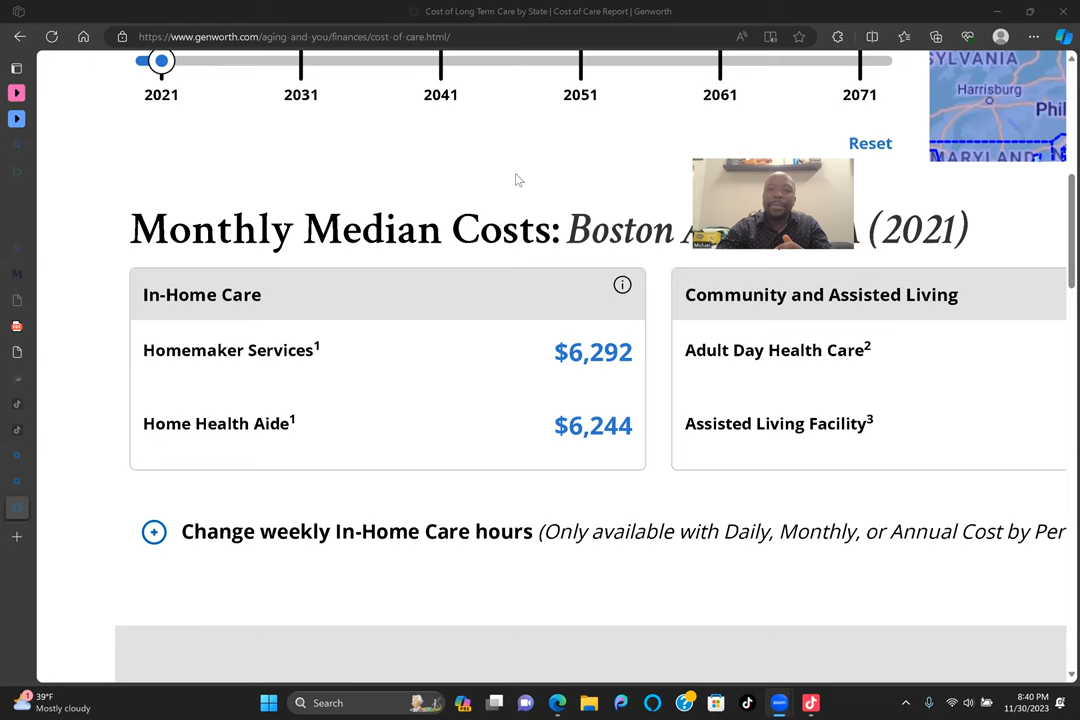 Cost of Long Term Care by State | Cost of Care Report | Genworth
https://www.genworth.com/aging-and-you/finances/cost-of-care.html/
2021 2031 2041 2051 2061 2071
SYLVANIA
Harrisburg
Phil
MARYLAND
Reset
Michael
Monthly Median Costs: Boston A (2021)
In-Home Care
Homemaker Services1 $6,292
Home Health Aide1 $6,244
Community and Assisted Living
Adult Day Health Care2
Assisted Living Facility3
Change weekly In-Home Care hours (Only available with Daily, Monthly, or Annual Cost by Per
1
39°F
Mostly cloudy
Search
PRE
zoom
8:40 PM
11/30/2023